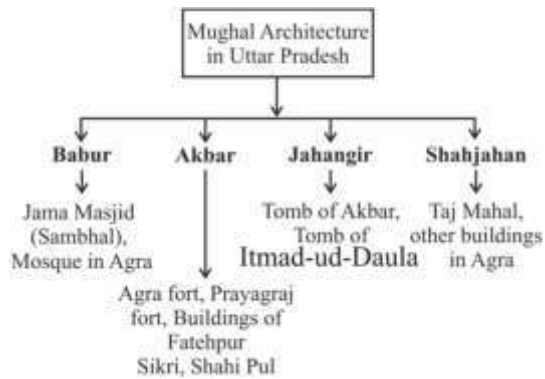 Mughal Architecture
in Uttar Pradesh
Babur
Akbar
Jahangir
Shahjahan
Jama Masjid
(Sambhal),
Mosque in Agra
Agra fort, Prayagraj
fort, Buildings of
Fatehpur
Sikri, Shahi Pul
Tomb of Akbar,
Tomb of
Itmad-ud-Daula
Taj Mahal,
other buildings
in Agra